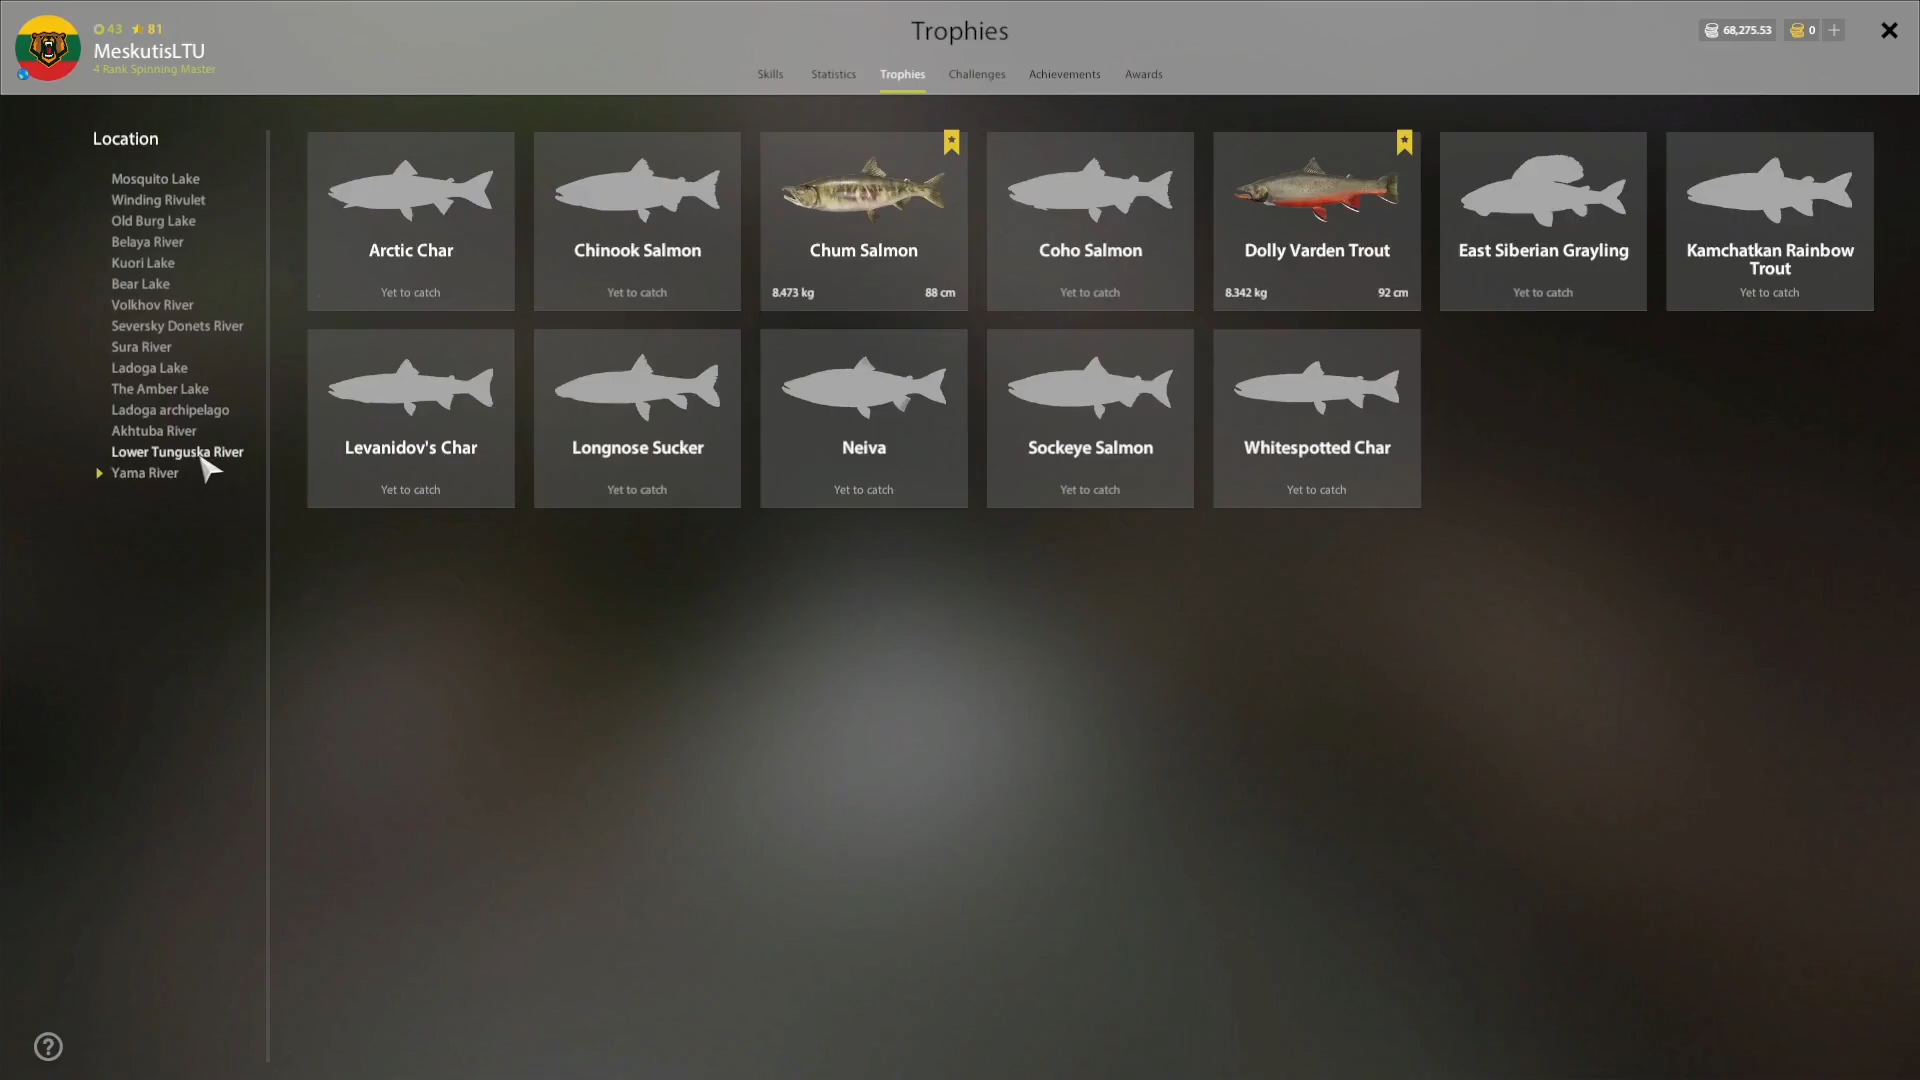 43 81
MeskutisLTU
4 Rank Spinning Master
Trophies
68,275.53 0
Skills Statistics Trophies Challenges Achievements Awards
Location
Mosquito Lake
Winding Rivulet
Old Burg Lake
Belaya River
Kuori Lake
Bear Lake
Volkhov River
Seversky Donets River
Sura River
Ladoga Lake
The Amber Lake
Ladoga archipelago
Akhtuba River
Lower Tunguska River
Yama River
Arctic Char
Yet to catch
Chinook Salmon
Yet to catch
Chum Salmon
8.473 kg 88 cm
Coho Salmon
Yet to catch
Dolly Varden Trout
8.342 kg 92 cm
East Siberian Grayling
Yet to catch
Kamchatkan Rainbow
Trout
Yet to catch
Levanidov's Char
Yet to catch
Longnose Sucker
Yet to catch
Neiva
Yet to catch
Sockeye Salmon
Yet to catch
Whitespotted Char
Yet to catch